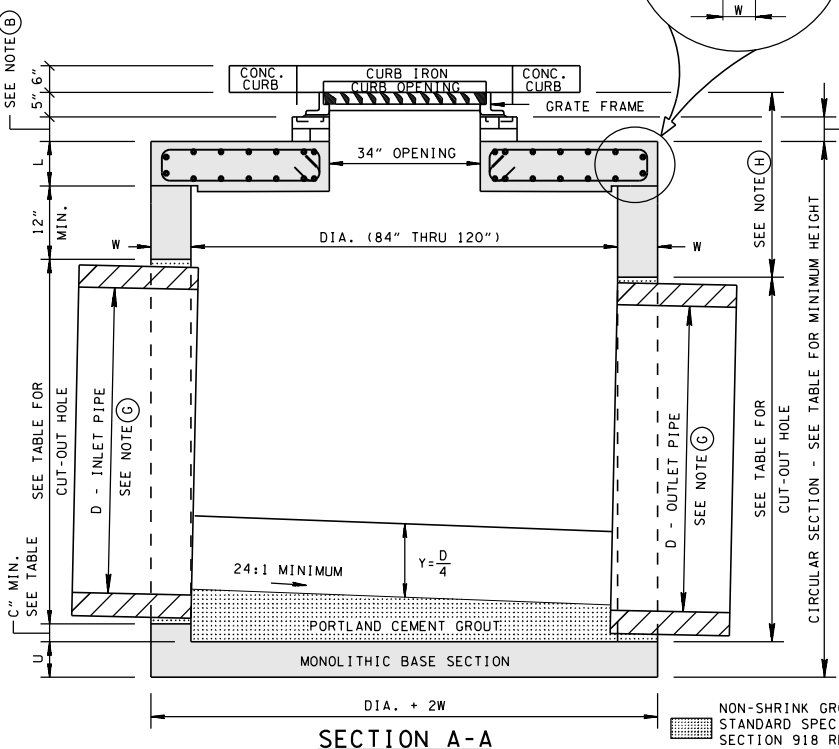 W
SEE NOTE B
6"
5"
CONC. CURB
CURB IRON
CURB OPENING
CONC. CURB
GRATE FRAME
L
34" OPENING
SEE NOTE H
12" MIN.
W
DIA. (84" THRU 120")
W
CIRCULAR SECTION - SEE TABLE FOR MINIMUM HEIGHT
SEE TABLE FOR
CUT-OUT HOLE
D - INLET PIPE
SEE NOTE G
D - OUTLET PIPE
SEE NOTE G
SEE TABLE FOR
CUT-OUT HOLE
24:1 MINIMUM
Y=D/4
C" MIN.
SEE TABLE
PORTLAND CEMENT GROUT
U
MONOLITHIC BASE SECTION
DIA. + 2W
SECTION A-A
NON-SHRINK GRO
STANDARD SPEC
SECTION 918 R